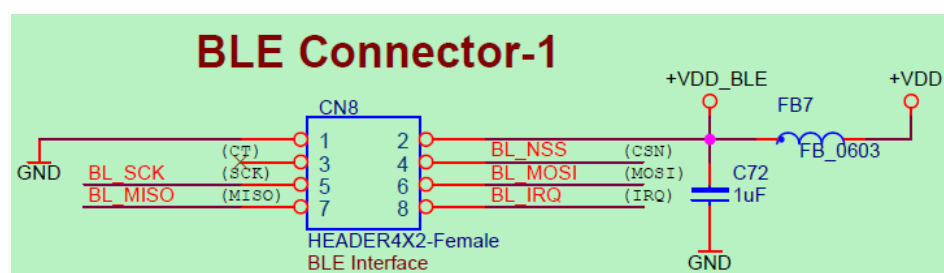 BLE Connector-1
+VDD_BLE
+VDD
CN8
FB7
1 2
GND
(CT)
3 4
BL_NSS
(CSN)
FB_0603
BL_SCK
(SCK)
5 6
BL_MOSI
(MOSI)
C72
1uF
BL_MISO
(MISO)
7 8
BL_IRQ
(IRQ)
HEADER4X2-Female
BLE Interface
GND